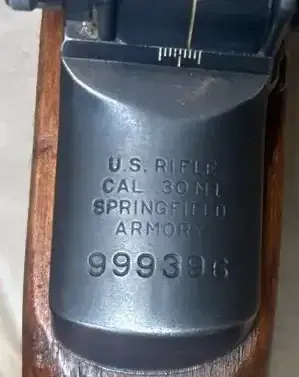 U.S. RIFLE
CAL .30 M1
SPRINGFIELD
ARMORY
999396